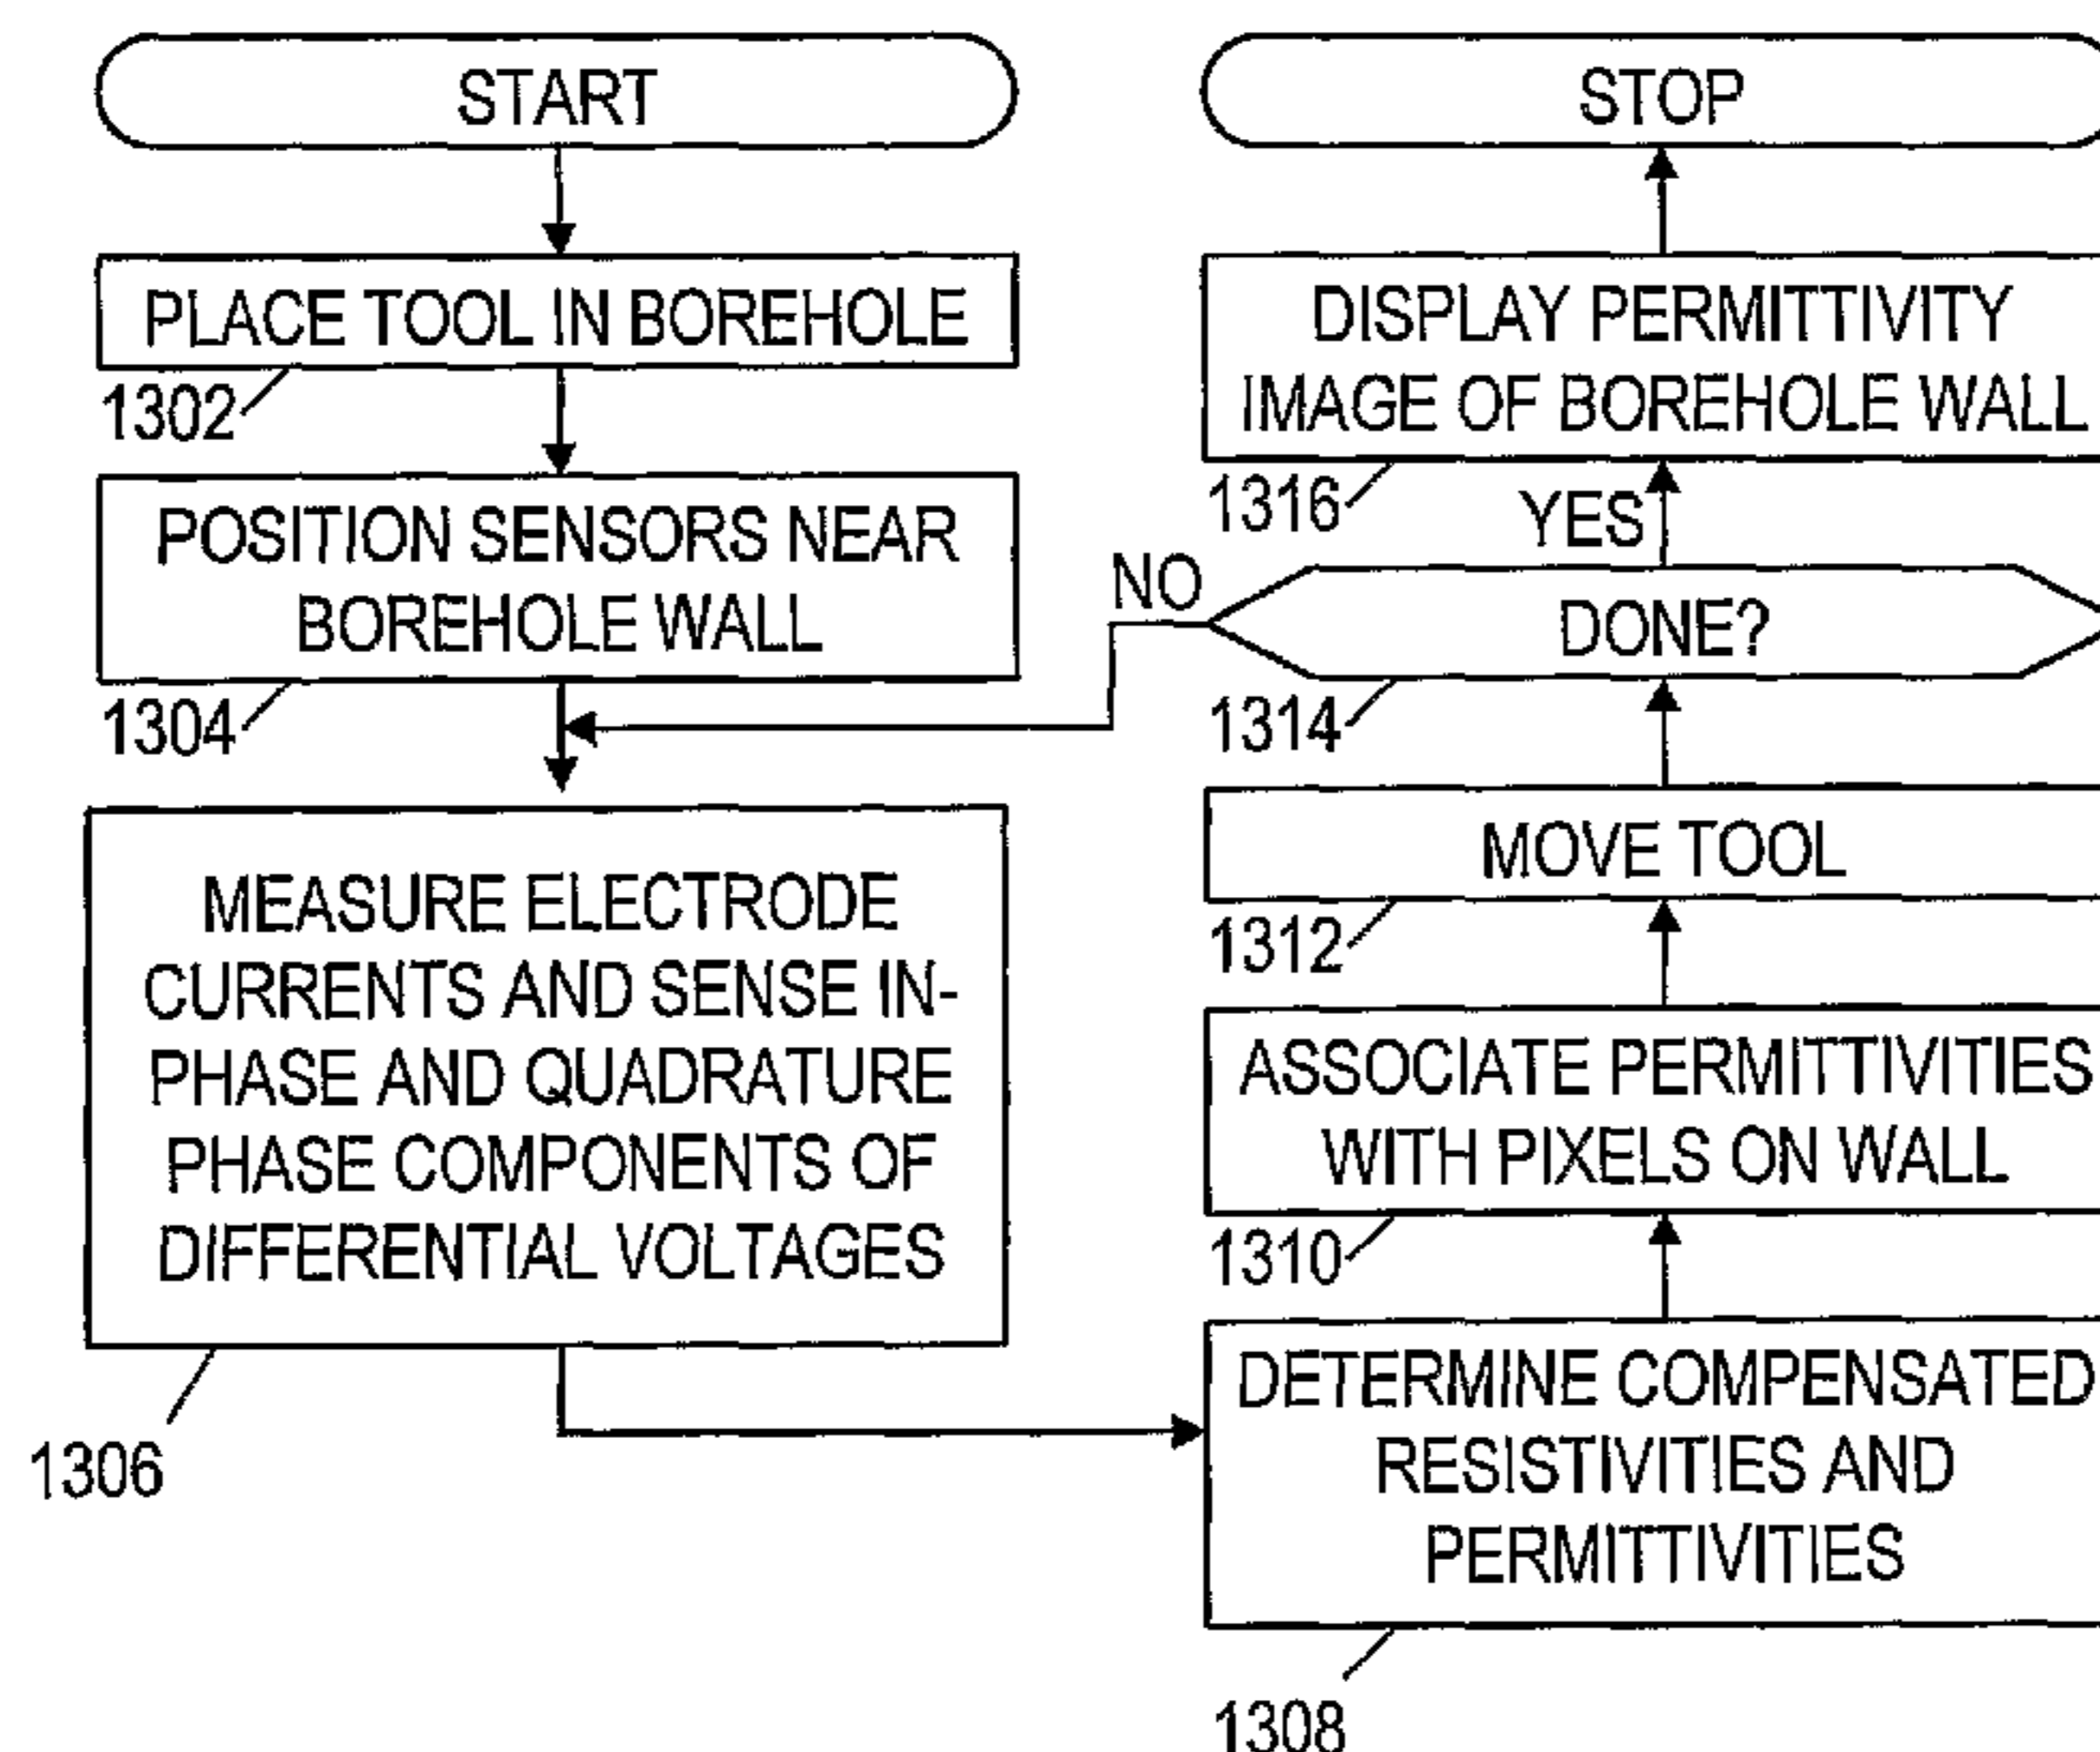 START
PLACE TOOL IN BOREHOLE
1302
POSITION SENSORS NEAR
BOREHOLE WALL
1304
MEASURE ELECTRODE
CURRENTS AND SENSE IN-
PHASE AND QUADRATURE
PHASE COMPONENTS OF
DIFFERENTIAL VOLTAGES
1306
STOP
DISPLAY PERMITTIVITY
IMAGE OF BOREHOLE WALL
1316
YES
NO
DONE?
1314
MOVE TOOL
1312
ASSOCIATE PERMITTIVITIES
WITH PIXELS ON WALL
1310
DETERMINE COMPENSATED
RESISTIVITIES AND
PERMITTIVITIES
1308